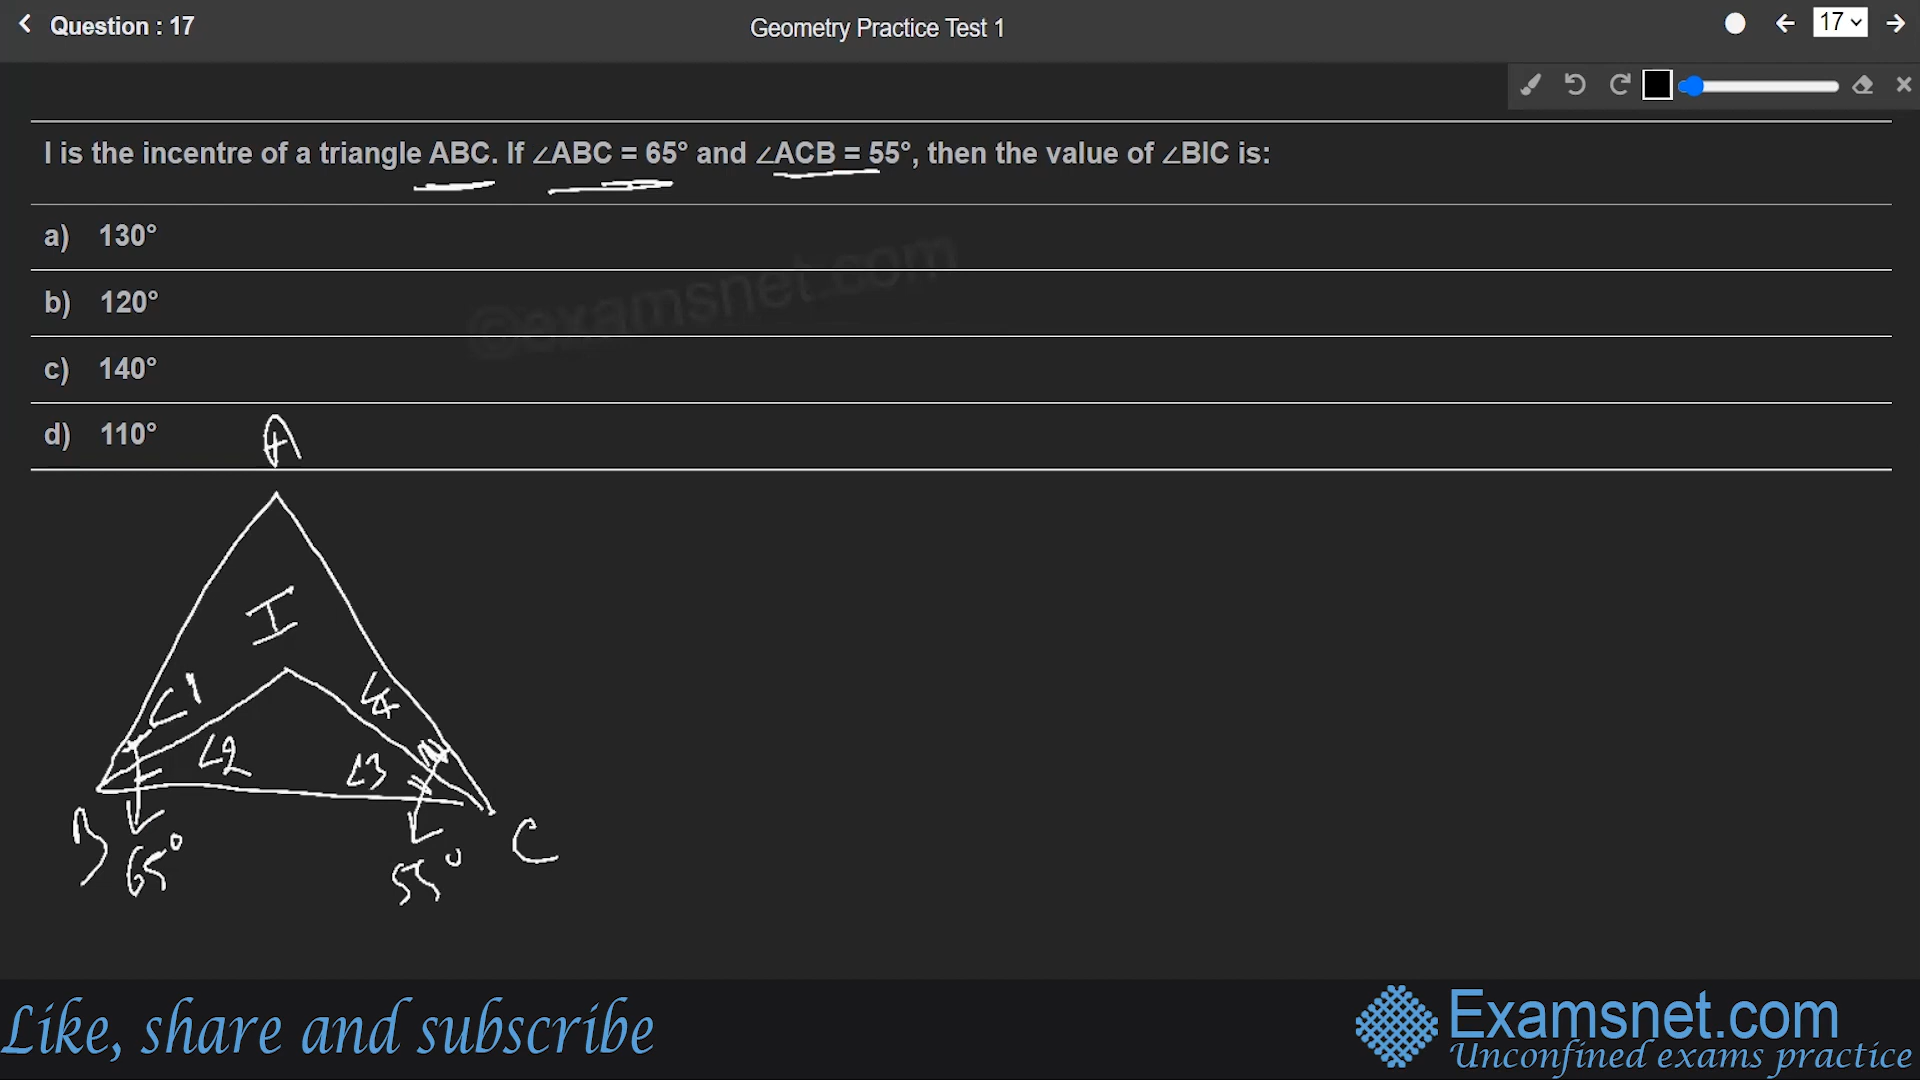 Question : 17
Geometry Practice Test 1
17
I is the incentre of a triangle ABC. If ∠ABC = 65° and ∠ACB = 55°, then the value of ∠BIC is:
a) 130°
b) 120°
c) 140°
d) 110°
©examsnet.com
A
I
∠1
∠4
∠2
∠3
B
65°
55°
C
Like, share and subscribe
Examsnet.com
Unconfined exams practice